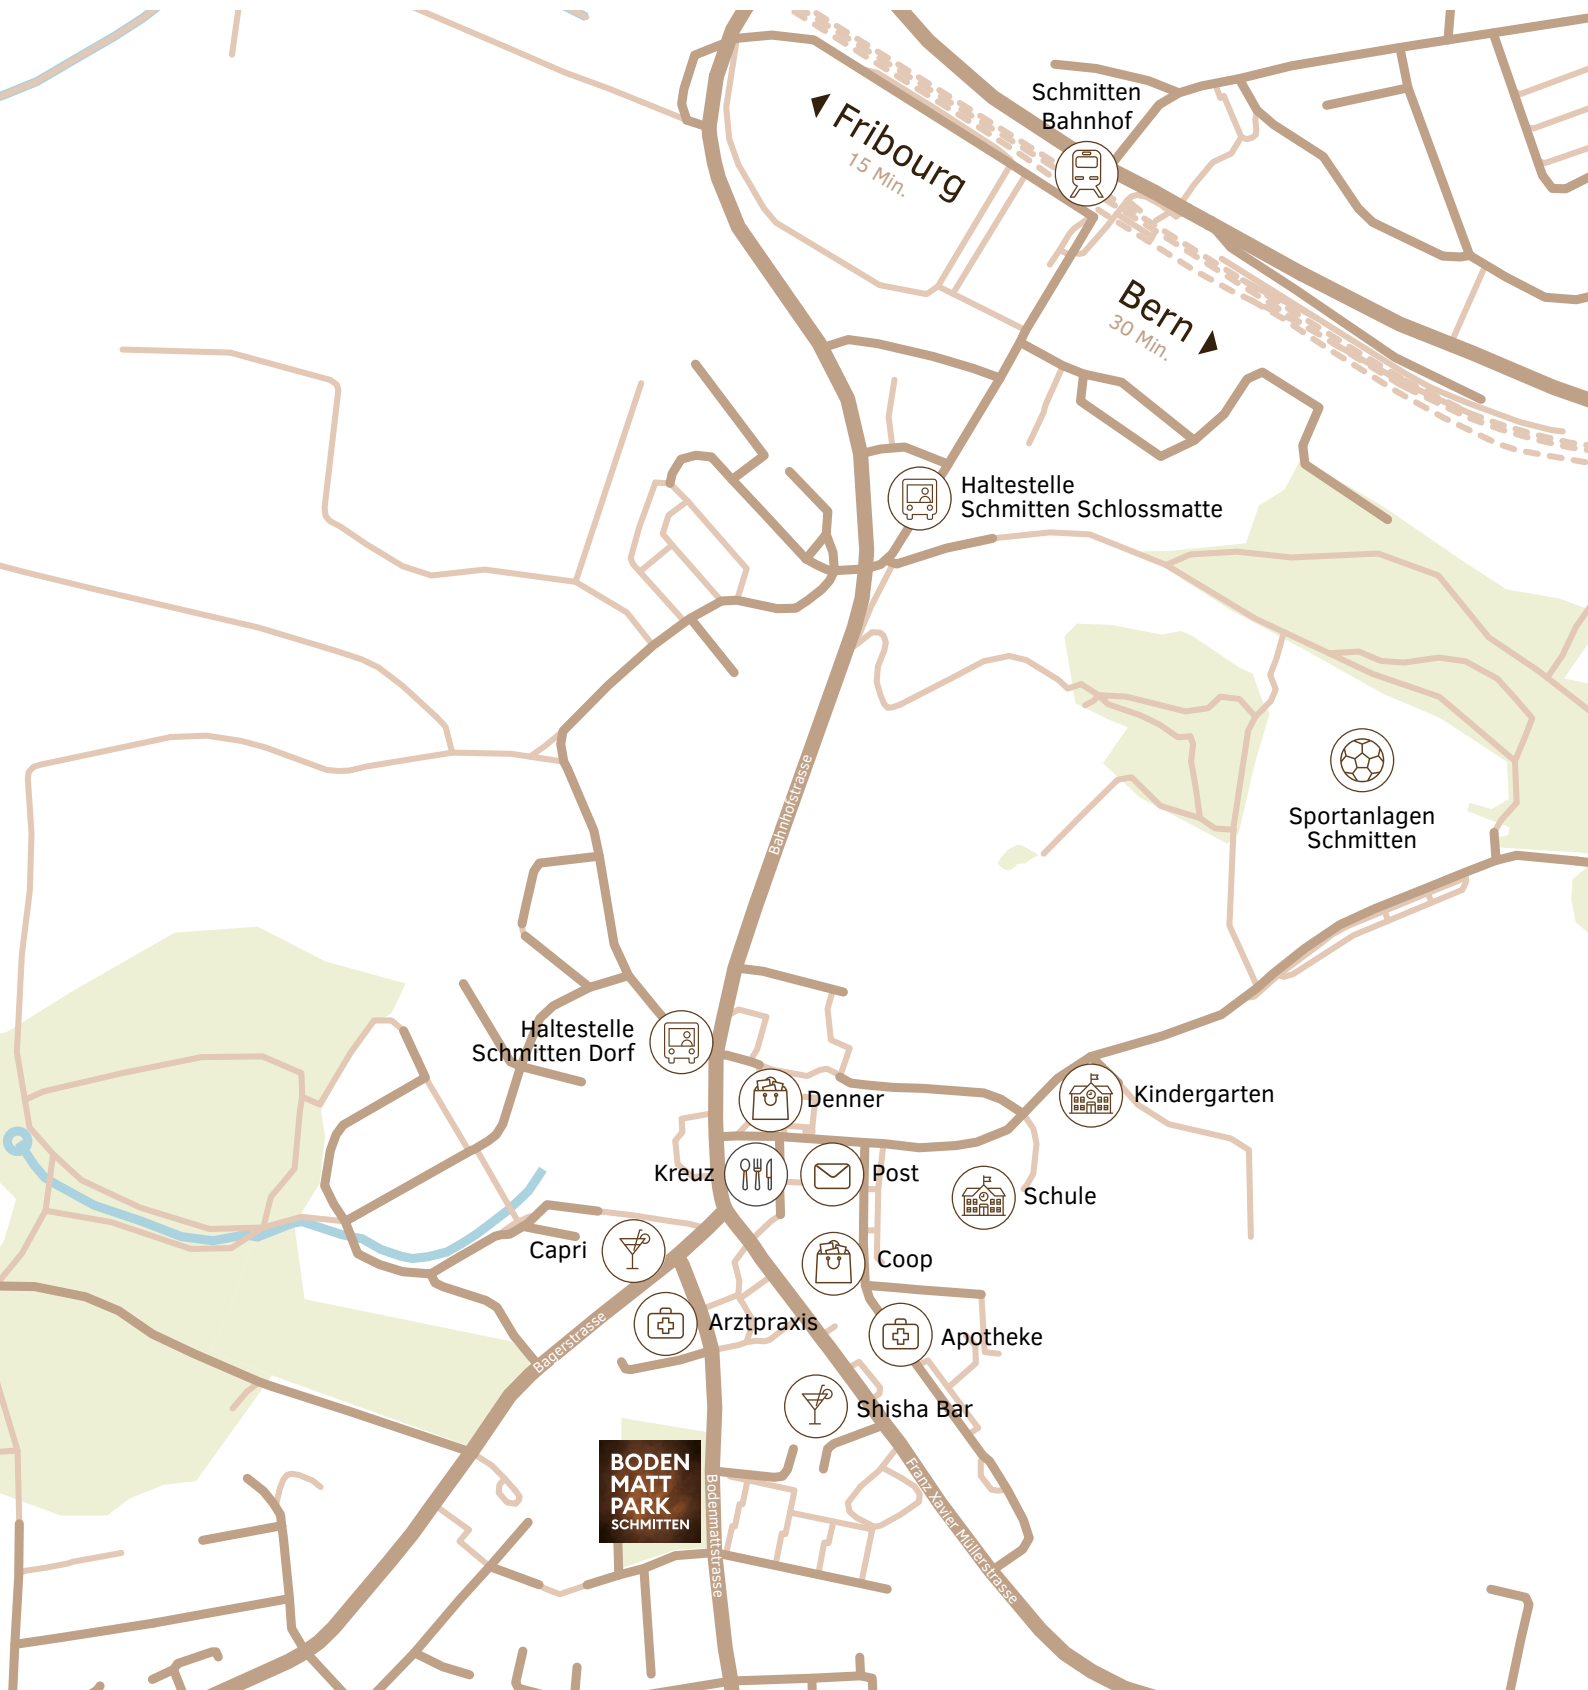 Schmitten
Bahnhof
Fribourg
15 Min.
Bern
30 Min.
Haltestelle
Schmitten Schlossmatte
Bahnhofstrasse
Sportanlagen
Schmitten
Haltestelle
Schmitten Dorf
Denner
Kindergarten
Kreuz
Post
Schule
Capri
Coop
Arztpraxis
Apotheke
Bagerstrasse
Shisha Bar
BODEN
MATT
PARK
SCHMITTEN
Bodenmattstrasse
Franz Xavier Müllerstrasse